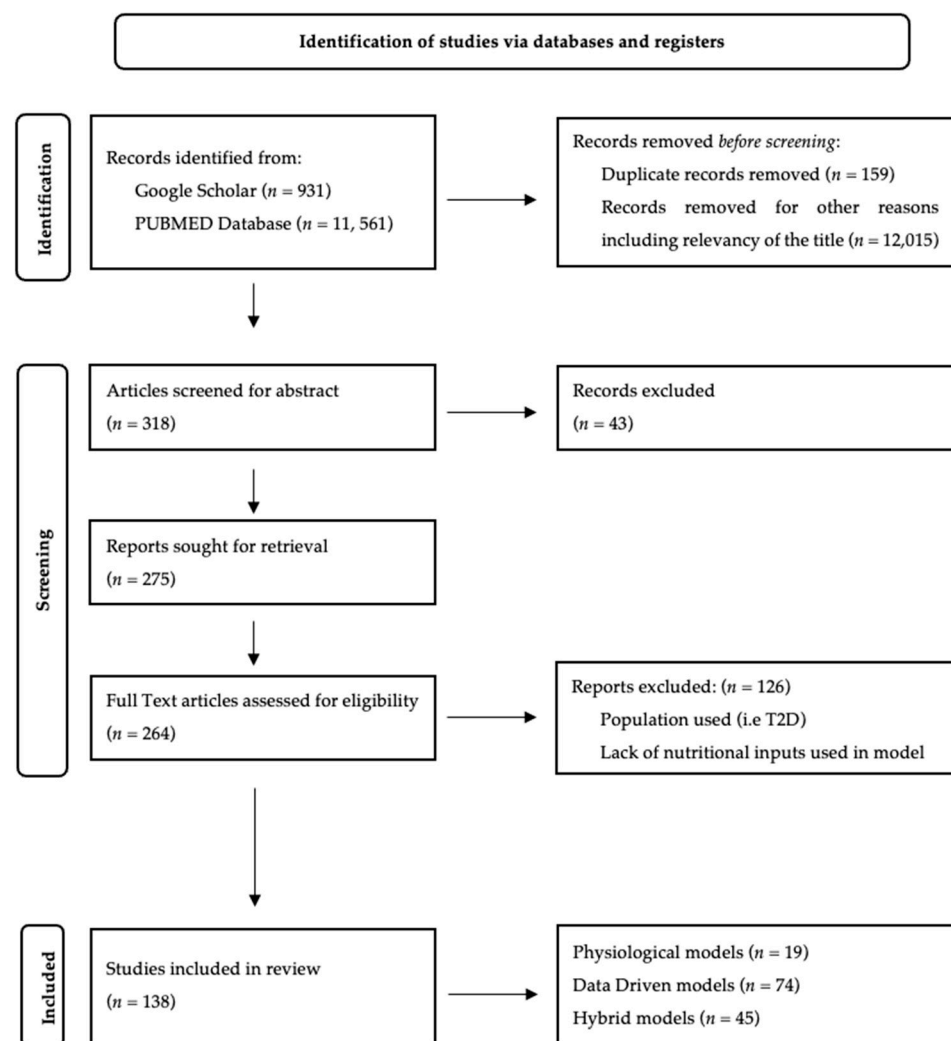 Identification of studies via databases and registers
Identification
Records identified from:
Google Scholar (n = 931)
PUBMED Database (n = 11, 561)
Records removed before screening:
Duplicate records removed (n = 159)
Records removed for other reasons
including relevancy of the title (n = 12,015)
Screening
Articles screened for abstract
(n = 318)
Records excluded
(n = 43)
Reports sought for retrieval
(n = 275)
Full Text articles assessed for eligibility
(n = 264)
Reports excluded: (n = 126)
Population used (i.e T2D)
Lack of nutritional inputs used in model
Included
Studies included in review
(n = 138)
Physiological models (n = 19)
Data Driven models (n = 74)
Hybrid models (n = 45)